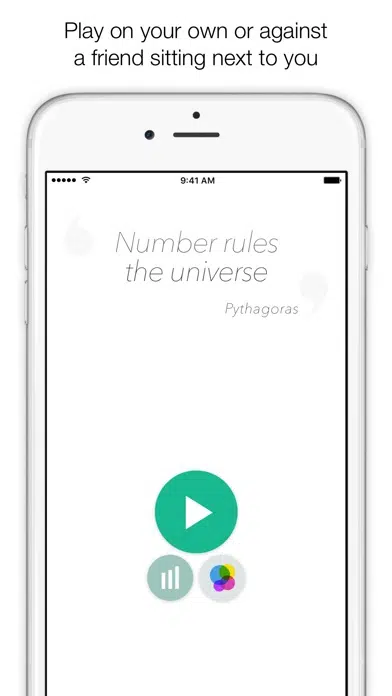 Play on your own or against
a friend sitting next to you
9:41 AM
Number rules
the universe
Pythagoras